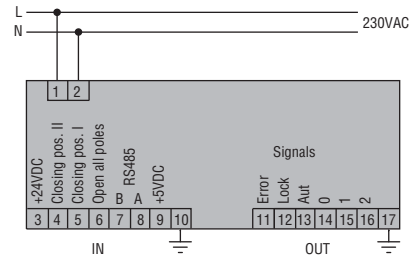 L
N
230VAC
1 2
Signals
+24VDC
Closing pos. II
Closing pos. I
Open all poles
RS485
B A
+5VDC
Error
Lock
Aut
0
1
2
3 4 5 6 7 8 9 10
11 12 13 14 15 16 17
IN
OUT